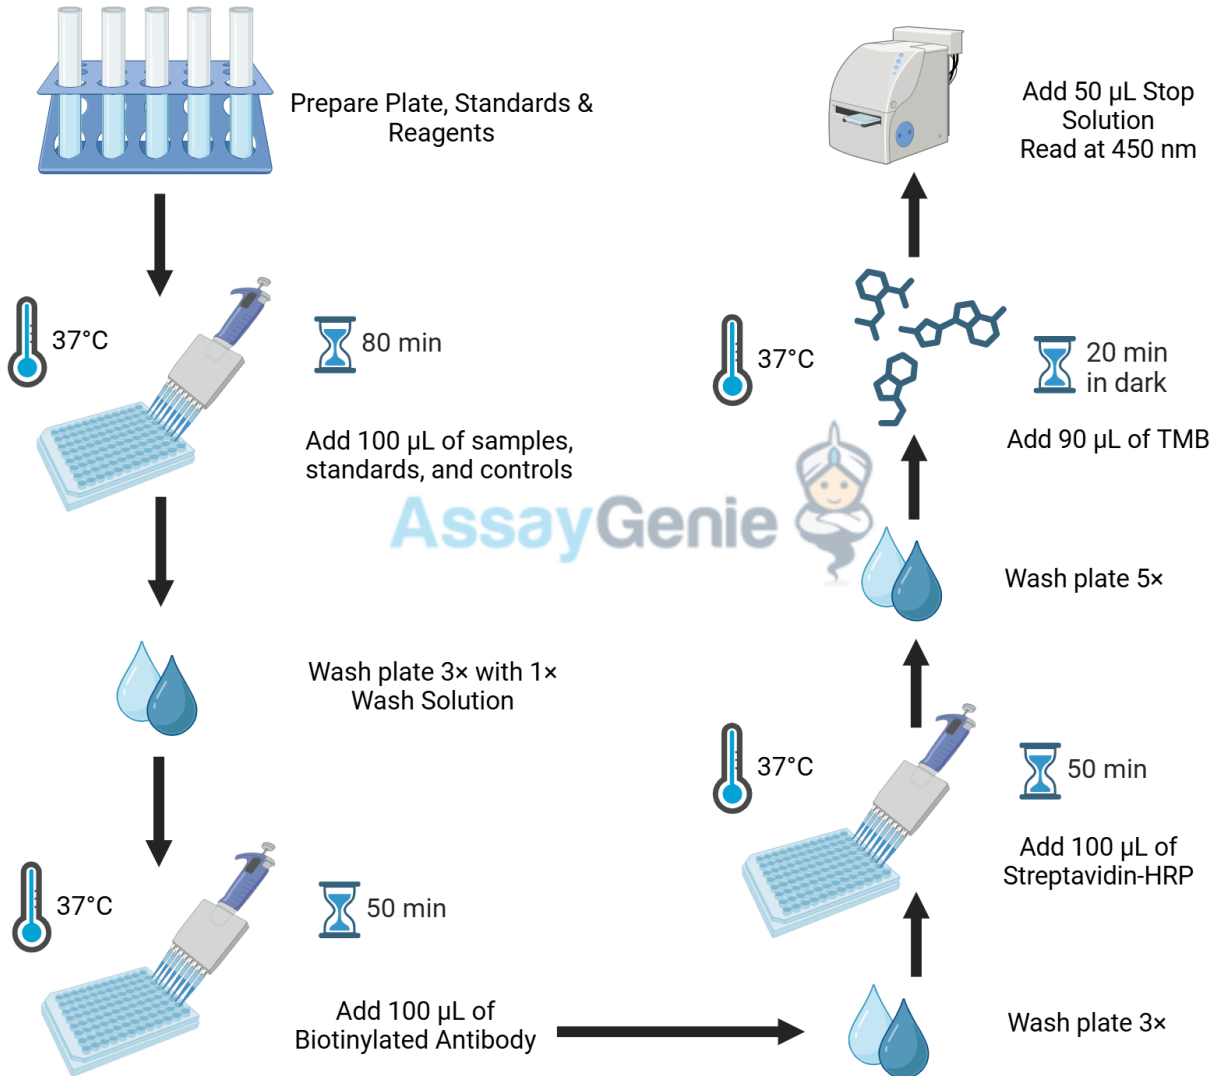 Prepare Plate, Standards &
Reagents
37°C
80 min
Add 100 µL of samples,
standards, and controls
Wash plate 3× with 1×
Wash Solution
37°C
50 min
Add 100 µL of
Biotinylated Antibody
Wash plate 3×
37°C
50 min
Add 100 µL of
Streptavidin-HRP
Wash plate 5×
37°C
20 min
in dark
Add 90 µL of TMB
Add 50 µL Stop
Solution
Read at 450 nm
AssayGenie